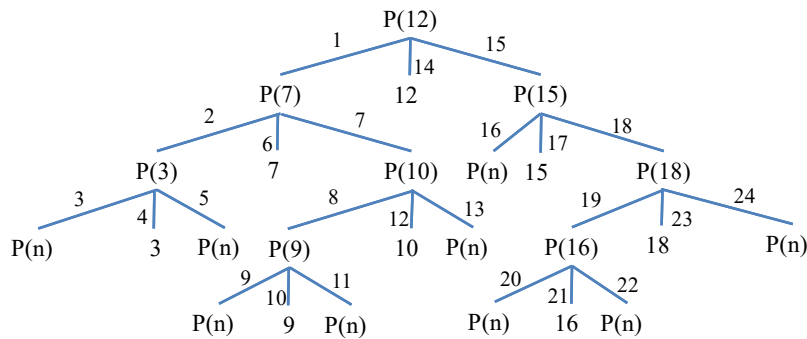 P(12)
1 14 15
P(7) 12 P(15)
2 6 7 16 17 18
P(3) 7 P(10) P(n) 15 P(18)
3 4 5 8 12 13 19 23 24
P(n) 3 P(n) P(9) 10 P(n) P(16) 18 P(n)
9 10 11 20 21 22
P(n) 9 P(n) P(n) 16 P(n)